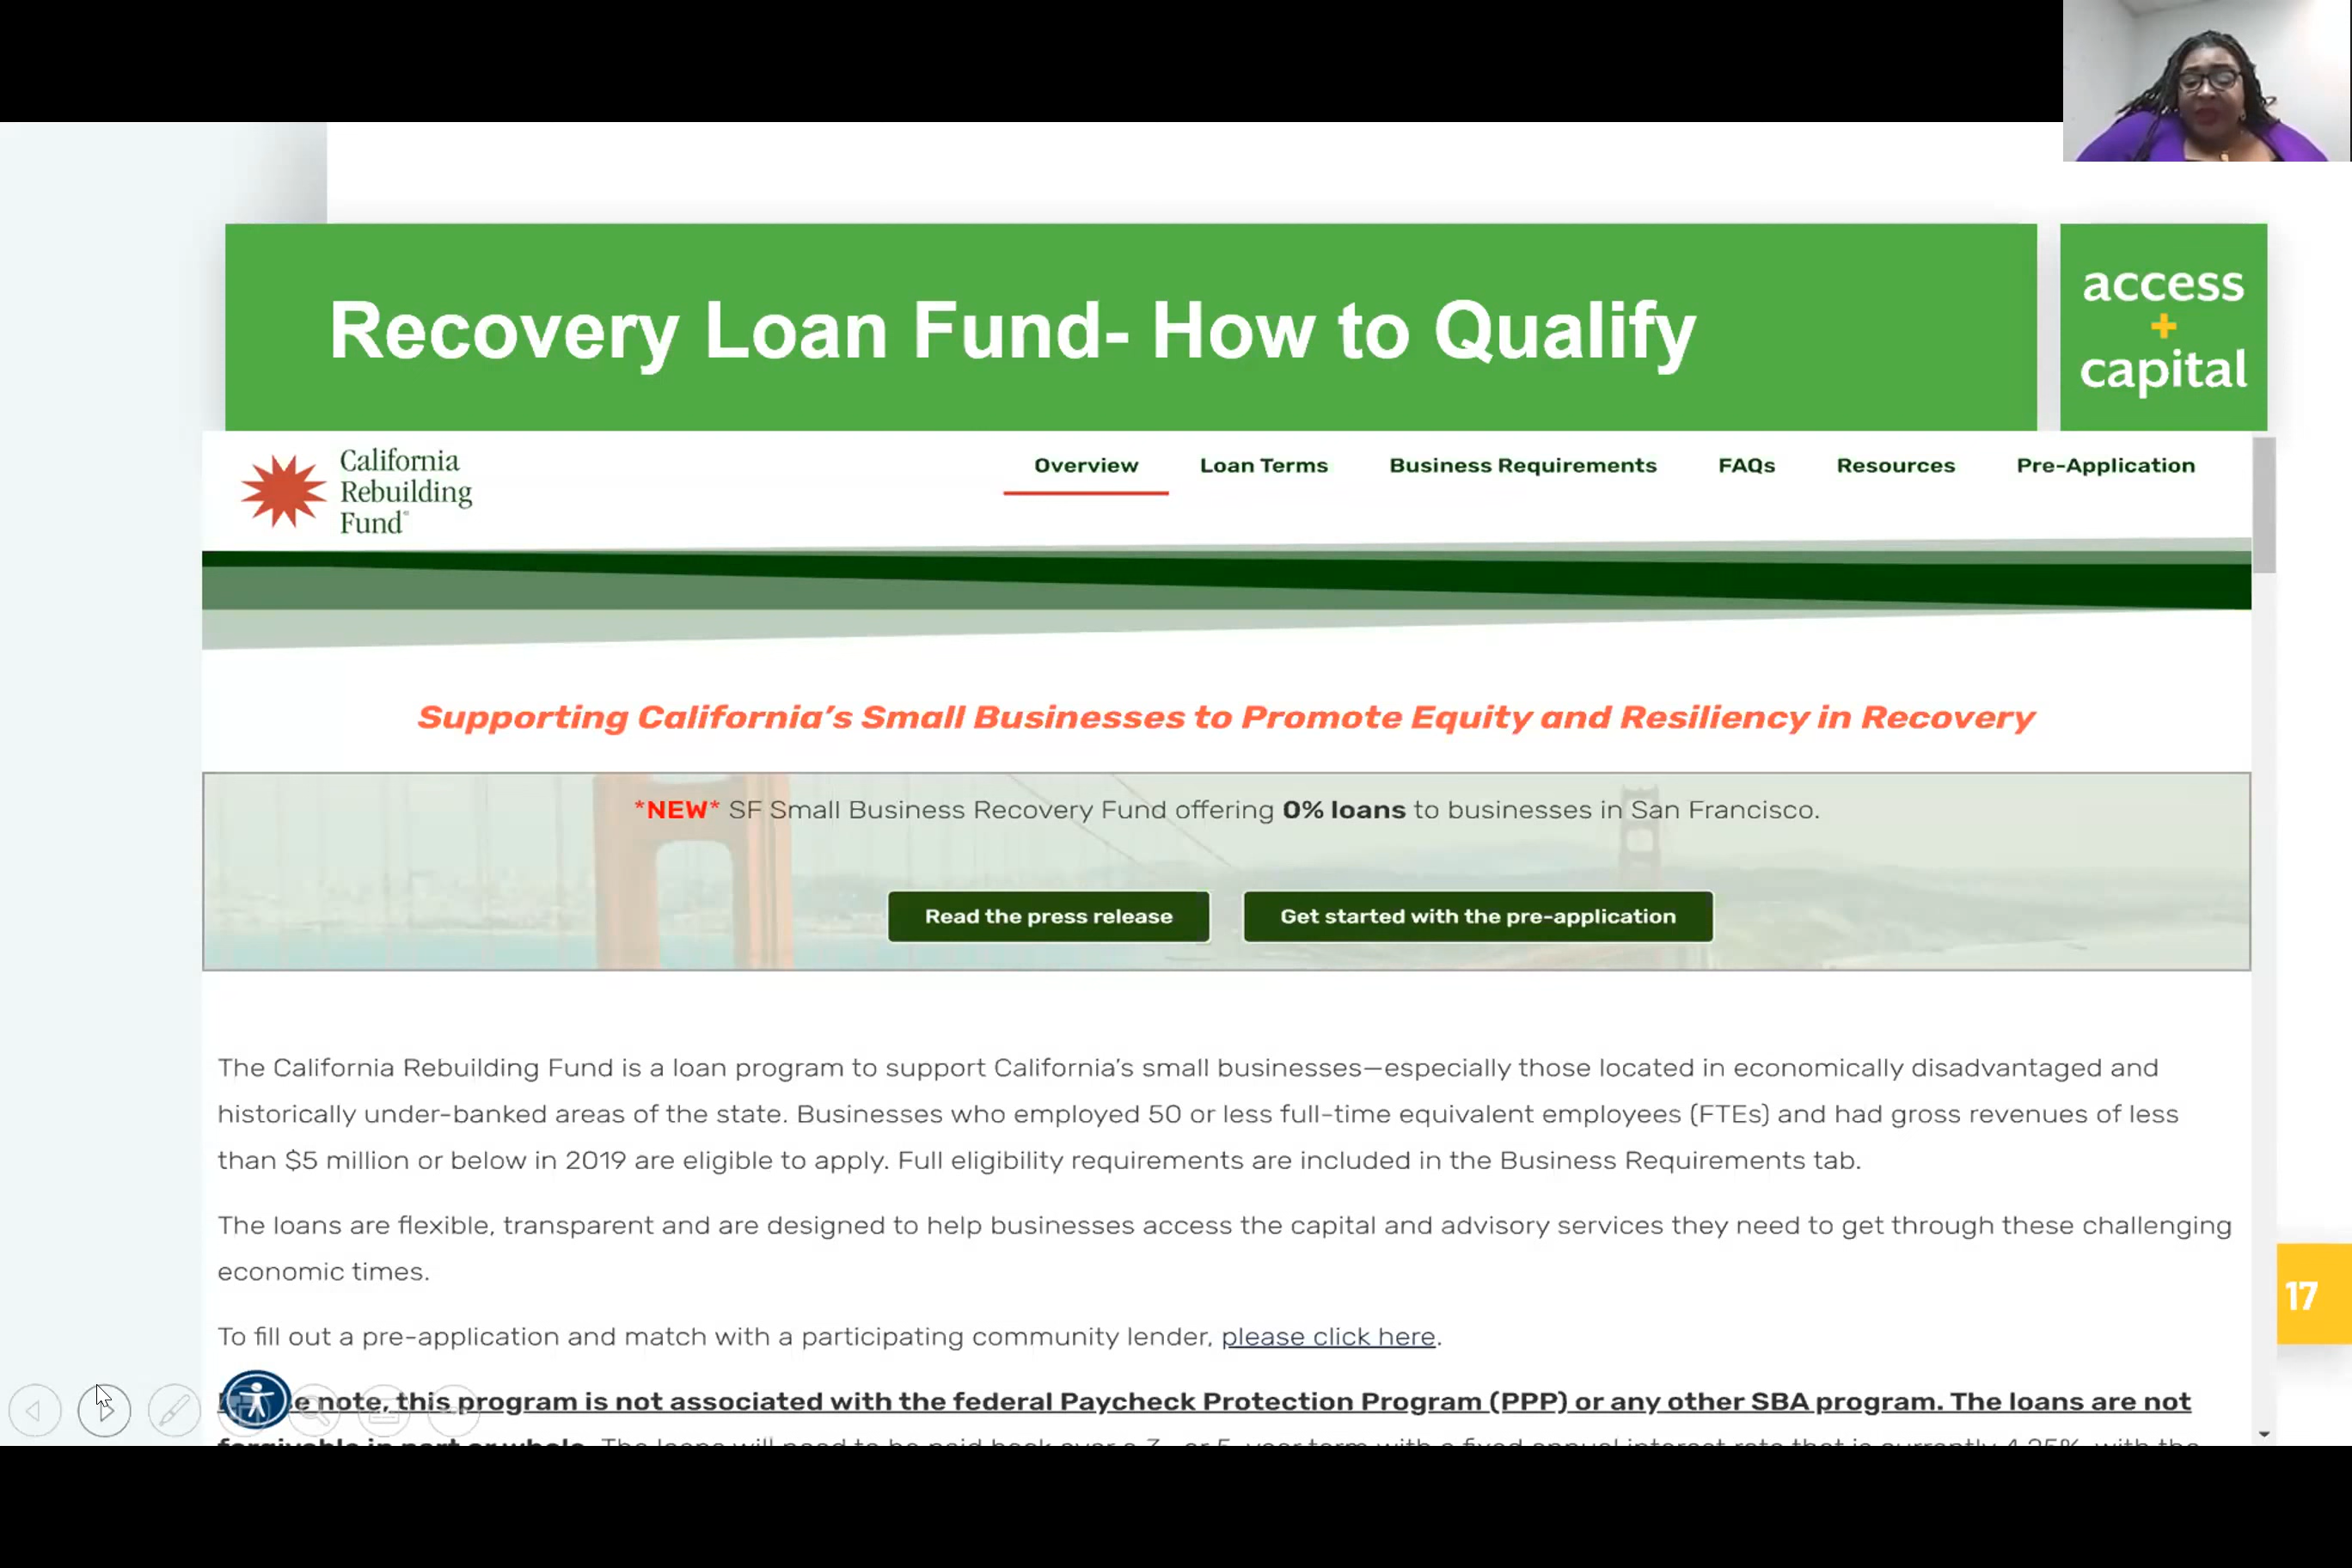 Recovery Loan Fund- How to Qualify
access
+
capital
California
Rebuilding
Fund
Overview
Loan Terms
Business Requirements
FAQs
Resources
Pre-Application
Supporting California's Small Businesses to Promote Equity and Resiliency in Recovery
*NEW* SF Small Business Recovery Fund offering 0% loans to businesses in San Francisco.
Read the press release
Get started with the pre-application
The California Rebuilding Fund is a loan program to support California's small businesses—especially those located in economically disadvantaged and
historically under-banked areas of the state. Businesses who employed 50 or less full-time equivalent employees (FTEs) and had gross revenues of less
than $5 million or below in 2019 are eligible to apply. Full eligibility requirements are included in the Business Requirements tab.
The loans are flexible, transparent and are designed to help businesses access the capital and advisory services they need to get through these challenging
economic times.
To fill out a pre-application and match with a participating community lender, please click here.
17
note, this program is not associated with the federal Paycheck Protection Program (PPP) or any other SBA program. The loans are not